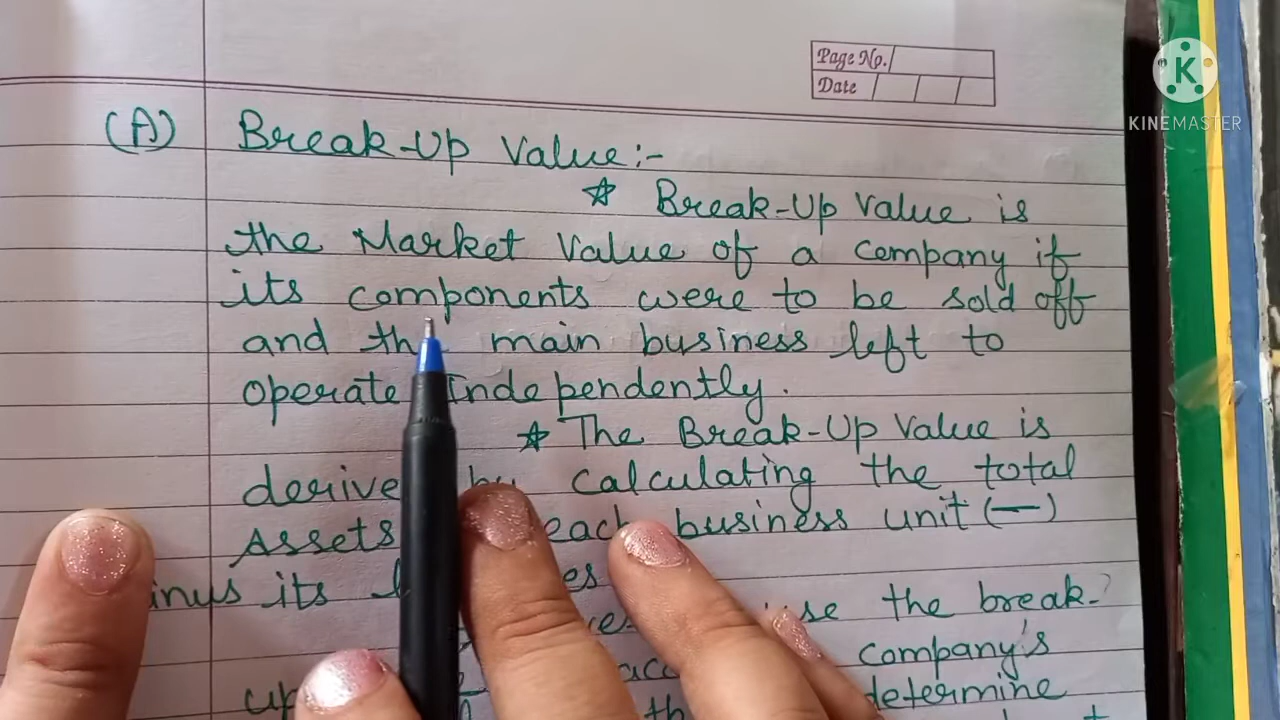 Page No.
Date
K
KINEMASTER
(A) Break-Up Value :-
☆ Break-Up Value is
the Market Value of a company if
its components were to be sold off
and main business left to
operate Independently.
☆ The Break-Up Value is
calculating the total
Assets each business unit (—)
its
the break-
company's
up
determine